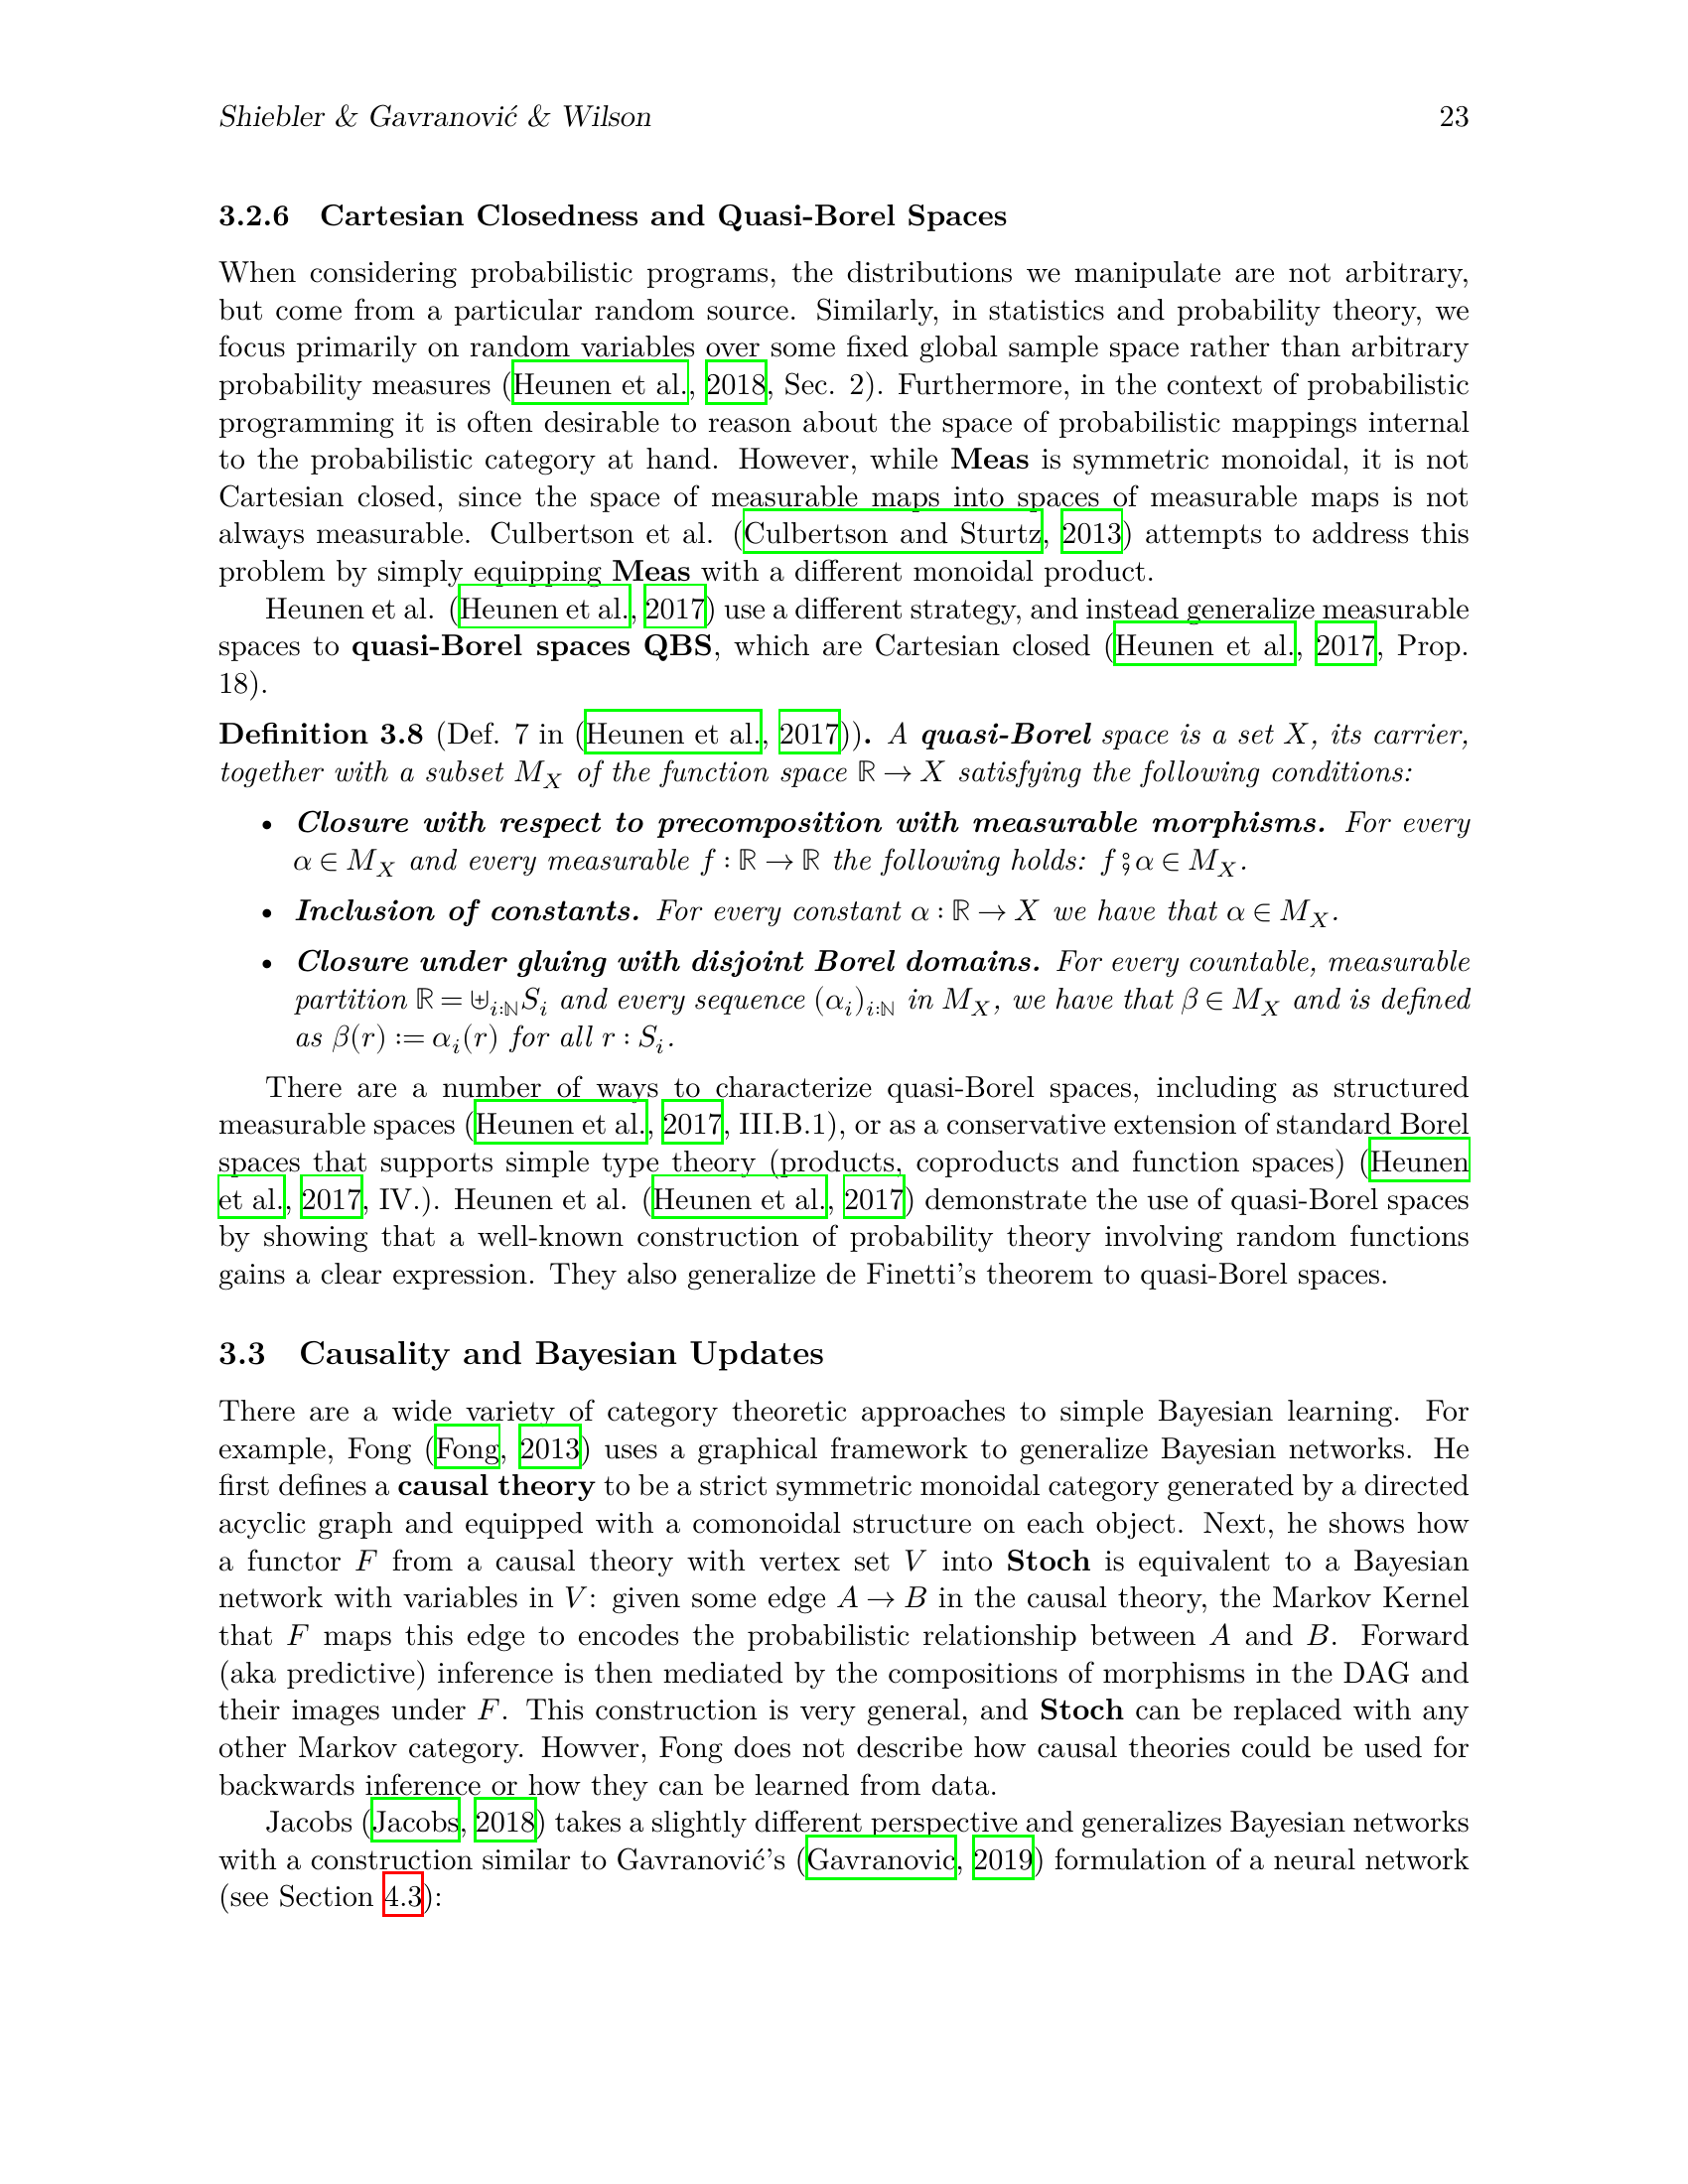 Shiebler & Gavranović & Wilson 23
3.2.6 Cartesian Closedness and Quasi-Borel Spaces
When considering probabilistic programs, the distributions we manipulate are not arbitrary,
but come from a particular random source. Similarly, in statistics and probability theory, we
focus primarily on random variables over some fixed global sample space rather than arbitrary
probability measures (Heunen et al., 2018, Sec. 2). Furthermore, in the context of probabilistic
programming it is often desirable to reason about the space of probabilistic mappings internal
to the probabilistic category at hand. However, while Meas is symmetric monoidal, it is not
Cartesian closed, since the space of measurable maps into spaces of measurable maps is not
always measurable. Culbertson et al. (Culbertson and Sturtz, 2013) attempts to address this
problem by simply equipping Meas with a different monoidal product.
Heunen et al. (Heunen et al., 2017) use a different strategy, and instead generalize measurable
spaces to quasi-Borel spaces QBS, which are Cartesian closed (Heunen et al., 2017, Prop.
18).
Definition 3.8 (Def. 7 in (Heunen et al., 2017)). A quasi-Borel space is a set X, its carrier,
together with a subset M_X of the function space ℝ → X satisfying the following conditions:
• Closure with respect to precomposition with measurable morphisms. For every
α ∈ M_X and every measurable f : ℝ → ℝ the following holds: f ⨟ α ∈ M_X.
• Inclusion of constants. For every constant α : ℝ → X we have that α ∈ M_X.
• Closure under gluing with disjoint Borel domains. For every countable, measurable
partition ℝ = ⊎_{i:ℕ} S_i and every sequence (α_i)_{i:ℕ} in M_X, we have that β ∈ M_X and is defined
as β(r) := α_i(r) for all r : S_i.
There are a number of ways to characterize quasi-Borel spaces, including as structured
measurable spaces (Heunen et al., 2017, III.B.1), or as a conservative extension of standard Borel
spaces that supports simple type theory (products, coproducts and function spaces) (Heunen
et al., 2017, IV.). Heunen et al. (Heunen et al., 2017) demonstrate the use of quasi-Borel spaces
by showing that a well-known construction of probability theory involving random functions
gains a clear expression. They also generalize de Finetti's theorem to quasi-Borel spaces.
3.3 Causality and Bayesian Updates
There are a wide variety of category theoretic approaches to simple Bayesian learning. For
example, Fong (Fong, 2013) uses a graphical framework to generalize Bayesian networks. He
first defines a causal theory to be a strict symmetric monoidal category generated by a directed
acyclic graph and equipped with a comonoidal structure on each object. Next, he shows how
a functor F from a causal theory with vertex set V into Stoch is equivalent to a Bayesian
network with variables in V: given some edge A → B in the causal theory, the Markov Kernel
that F maps this edge to encodes the probabilistic relationship between A and B. Forward
(aka predictive) inference is then mediated by the compositions of morphisms in the DAG and
their images under F. This construction is very general, and Stoch can be replaced with any
other Markov category. Howver, Fong does not describe how causal theories could be used for
backwards inference or how they can be learned from data.
Jacobs (Jacobs, 2018) takes a slightly different perspective and generalizes Bayesian networks
with a construction similar to Gavranović's (Gavranovic, 2019) formulation of a neural network
(see Section 4.3):